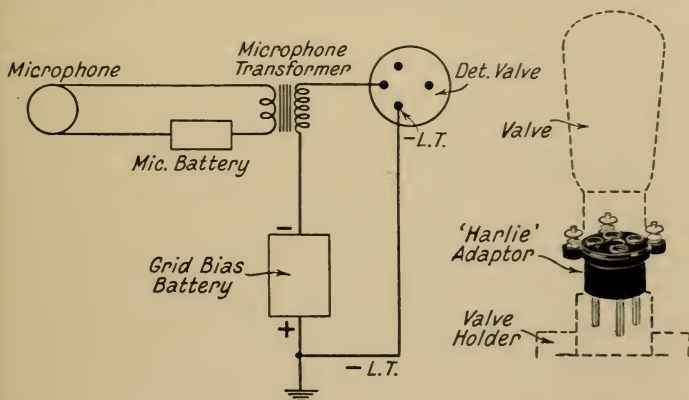 Microphone
Microphone
Transformer
Det. Valve
-L.T.
Mic. Battery
-
Grid Bias
Battery
+
- L.T.
Valve
'Harlie'
Adaptor
Valve
Holder